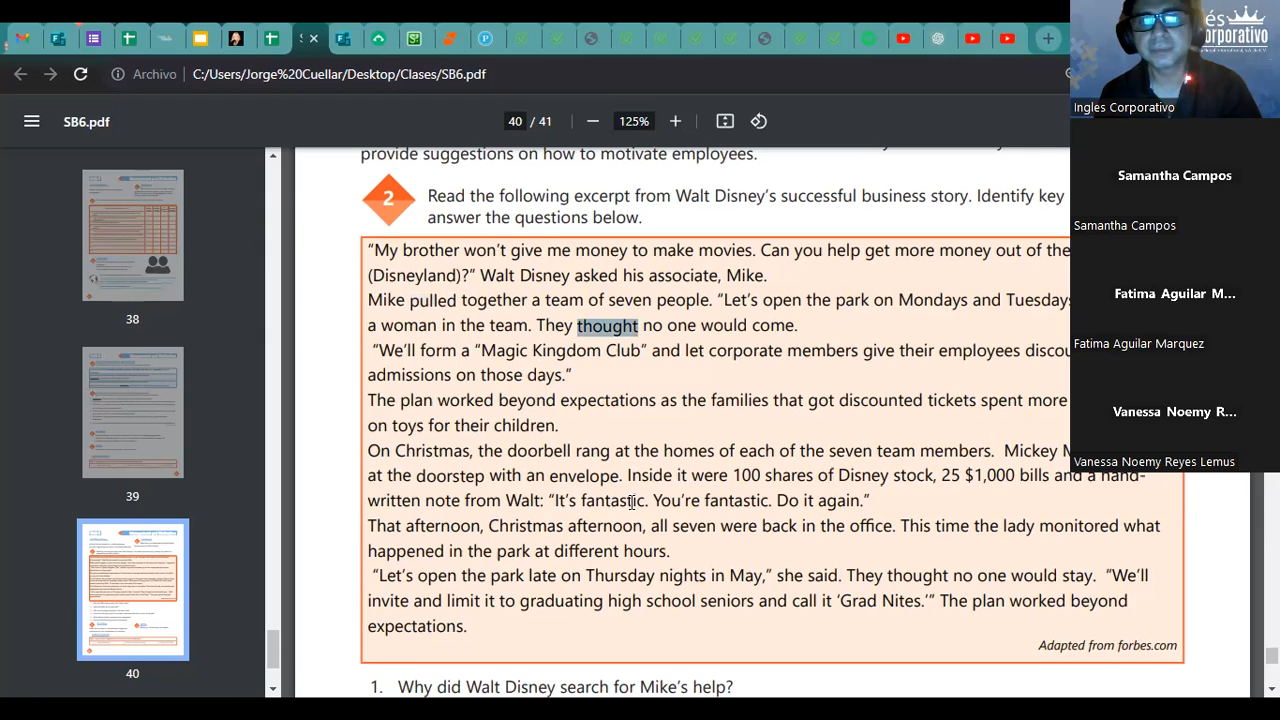 S
Archivo
C:/Users/Jorge%20Cuellar/Desktop/Clases/SB6.pdf
és
Corporativo
Ingles Corporativo
SB6.pdf
40 / 41
125%
Samantha Campos
Samantha Campos
Fatima Aguilar M...
Fatima Aguilar Marquez
Vanessa Noemy R...
Vanessa Noemy Reyes Lemus
38
39
40
provide suggestions on how to motivate employees.
2
Read the following excerpt from Walt Disney's successful business story. Identify key
answer the questions below.
"My brother won't give me money to make movies. Can you help get more money out of the
(Disneyland)?" Walt Disney asked his associate, Mike.
Mike pulled together a team of seven people. "Let's open the park on Mondays and Tuesdays
a woman in the team. They thought no one would come.
"We'll form a "Magic Kingdom Club" and let corporate members give their employees discou
admissions on those days."
The plan worked beyond expectations as the families that got discounted tickets spent more
on toys for their children.
On Christmas, the doorbell rang at the homes of each of the seven team members. Mickey M
at the doorstep with an envelope. Inside it were 100 shares of Disney stock, 25 $1,000 bills and a hand-
written note from Walt: "It's fantastic. You're fantastic. Do it again."
That afternoon, Christmas afternoon, all seven were back in the office. This time the lady monitored what
happened in the park at different hours.
"Let's open the park on the Thursday nights in May," she said. They thought no one would stay. "We'll
invite and limit it to graduating high school seniors and call it 'Grad Nites.'" The plan worked beyond
expectations.
Adapted from forbes.com
1. Why did Walt Disney search for Mike's help?